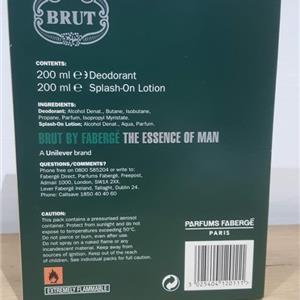 BRUT
CONTENTS:
200 ml e Deodorant
200 ml e Splash-On Lotion
INGREDIENTS:
Deodorant; Alcohol Denat., Butane, Isobutane,
Propane, Parfum, Isopropyl Myristate.
Splash-On Lotion; Alcohol Denat., Aqua, Parfum.
BRUT BY FABERGÉ THE ESSENCE OF MAN
A Unilever brand
QUESTIONS/COMMENTS?
Phone free on 0800 585204 or write to:
Fabergé Direct, Parfums Fabergé, Freepost,
Admail 1000, London, SW1X 2XX.
Lever Fabergé Ireland, Tallaght, Dublin 24.
Phone: Callsave 1850 40 40 60
CAUTION:
This pack contains a pressurised aerosol
container. Protect from sunlight and do not
expose to temperatures exceeding 50°C.
Do not pierce or burn, even after use.
Do not spray on a naked flame or any
incandescent material. Keep away from
sources of ignition. Keep out of the reach
of children. See individual packs for full caution.
EXTREMELY FLAMMABLE
PARFUMS FABERGÉ
PARIS